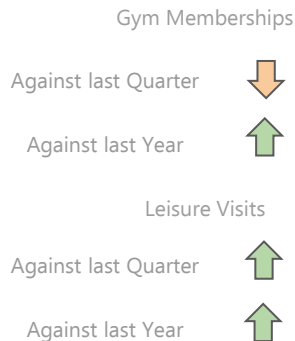 Gym Memberships
Against last Quarter
Against last Year
Leisure Visits
Against last Quarter
Against last Year